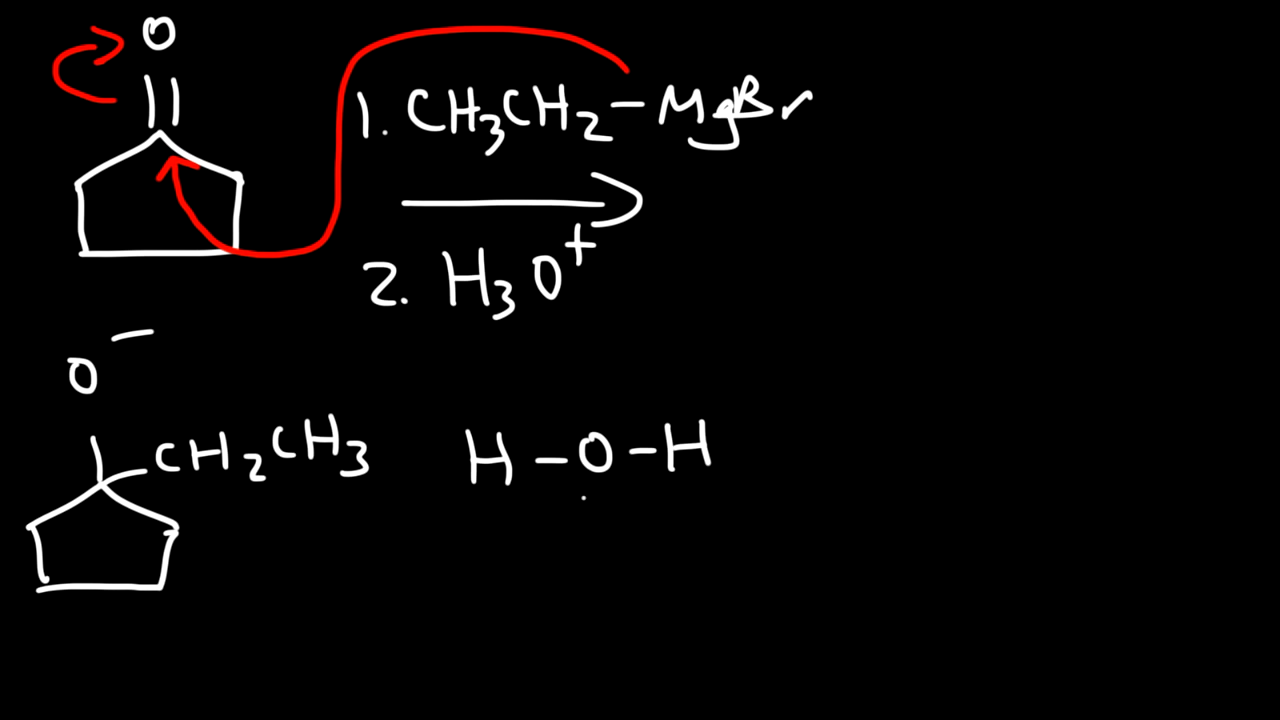 O
1. CH3CH2-MgBr
2. H3O+
O-
CH2CH3
H-O-H